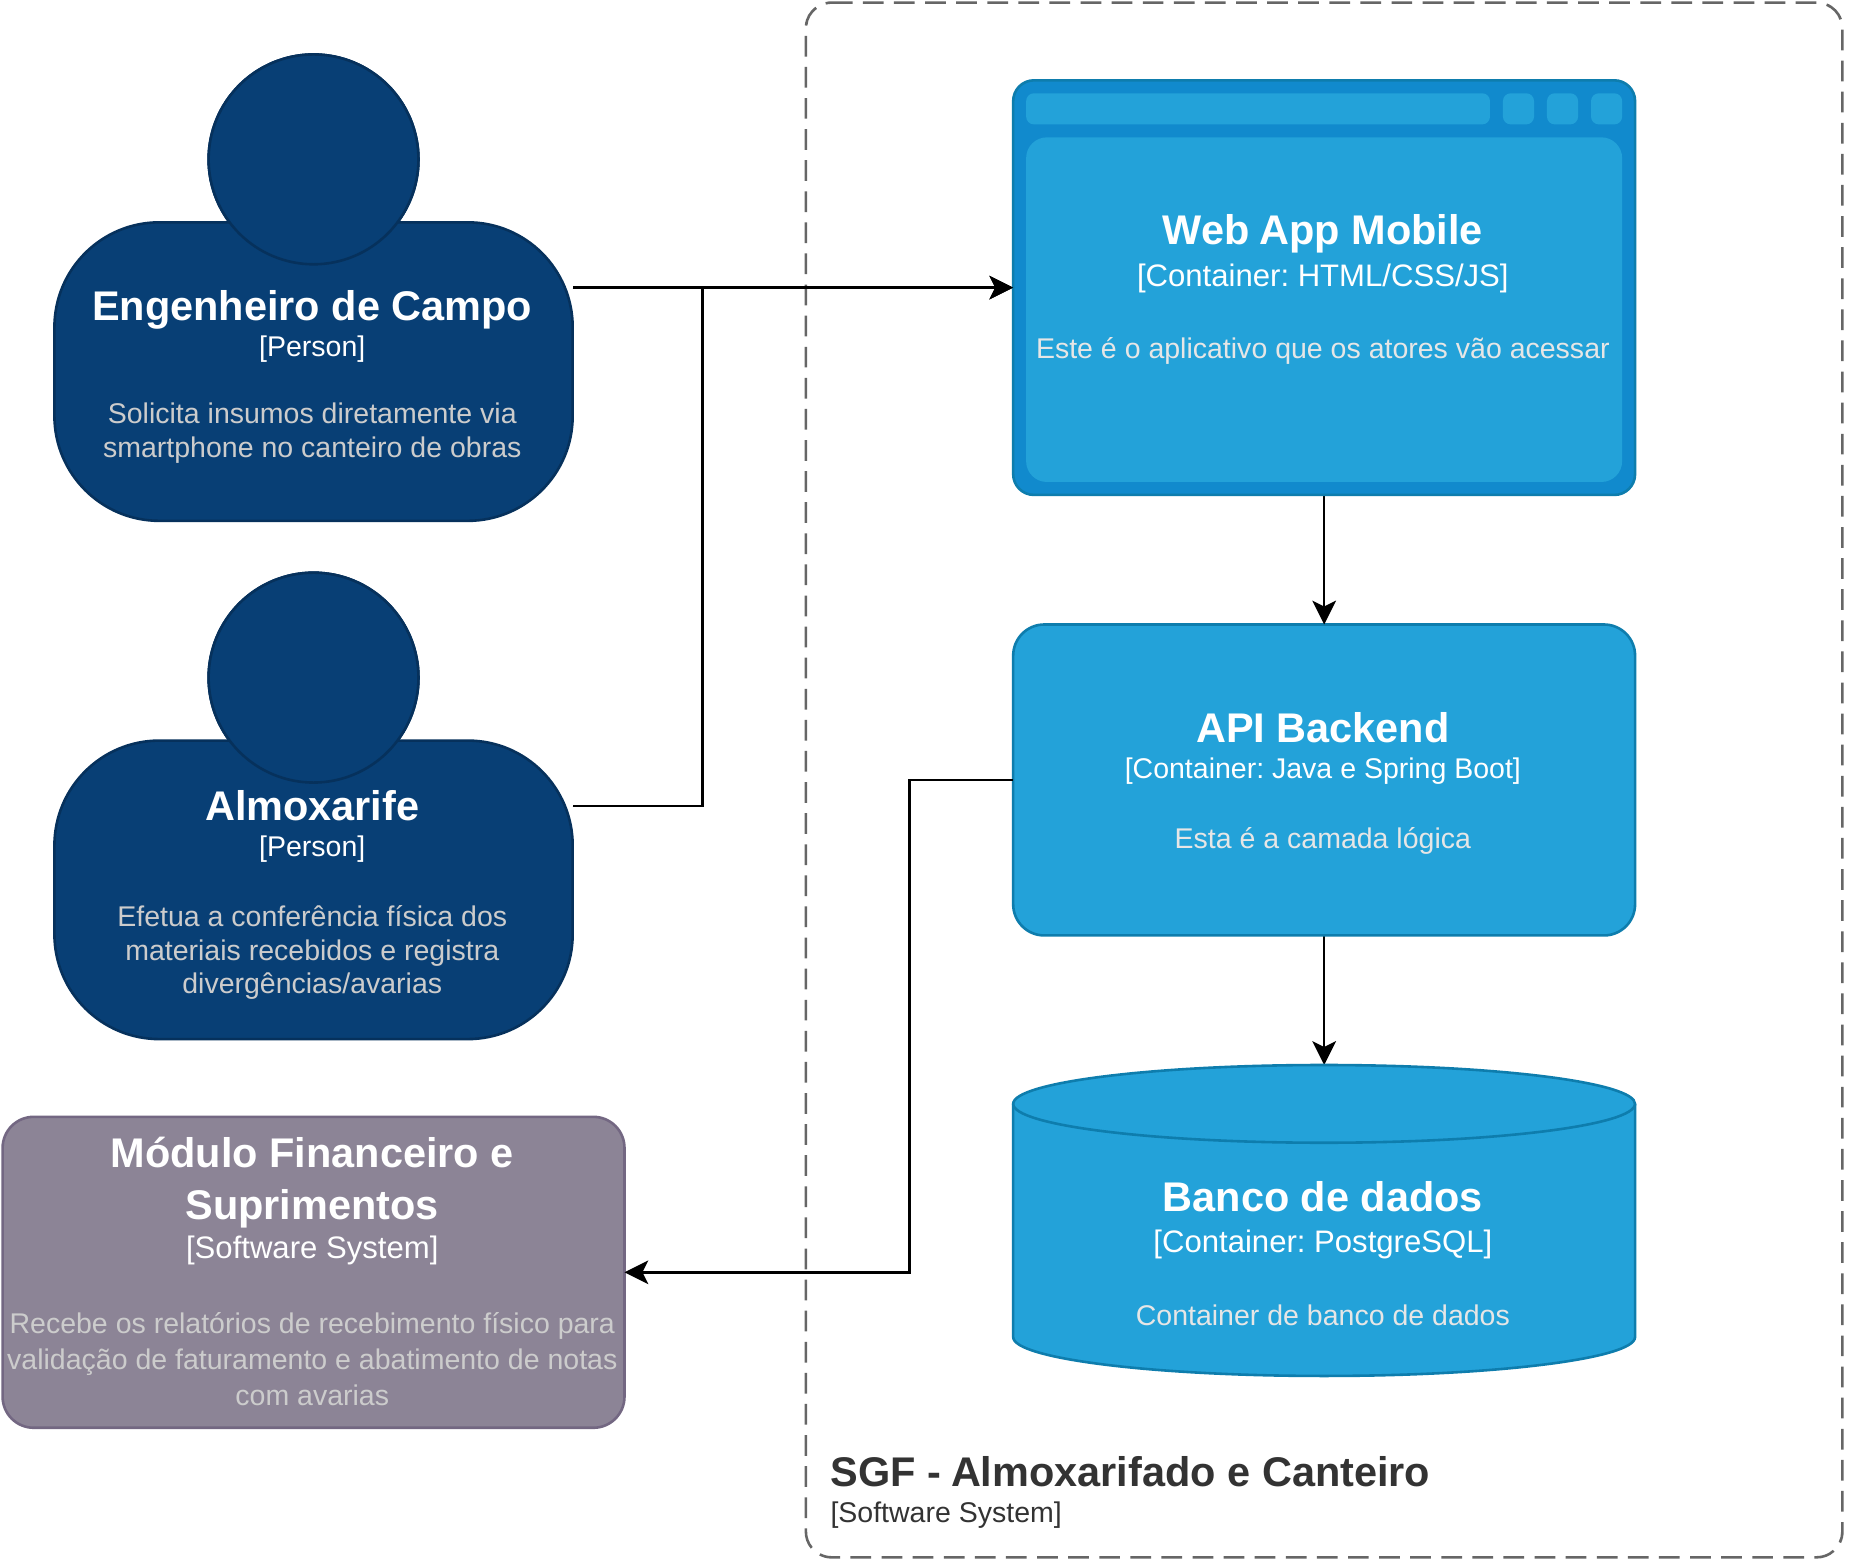 Engenheiro de Campo
[Person]
Solicita insumos diretamente via
smartphone no canteiro de obras
Almoxarife
[Person]
Efetua a conferência física dos
materiais recebidos e registra
divergências/avarias
Módulo Financeiro e
Suprimentos
[Software System]
Recebe os relatórios de recebimento físico para
validação de faturamento e abatimento de notas
com avarias
Web App Mobile
[Container: HTML/CSS/JS]
Este é o aplicativo que os atores vão acessar
API Backend
[Container: Java e Spring Boot]
Esta é a camada lógica
Banco de dados
[Container: PostgreSQL]
Container de banco de dados
SGF - Almoxarifado e Canteiro
[Software System]